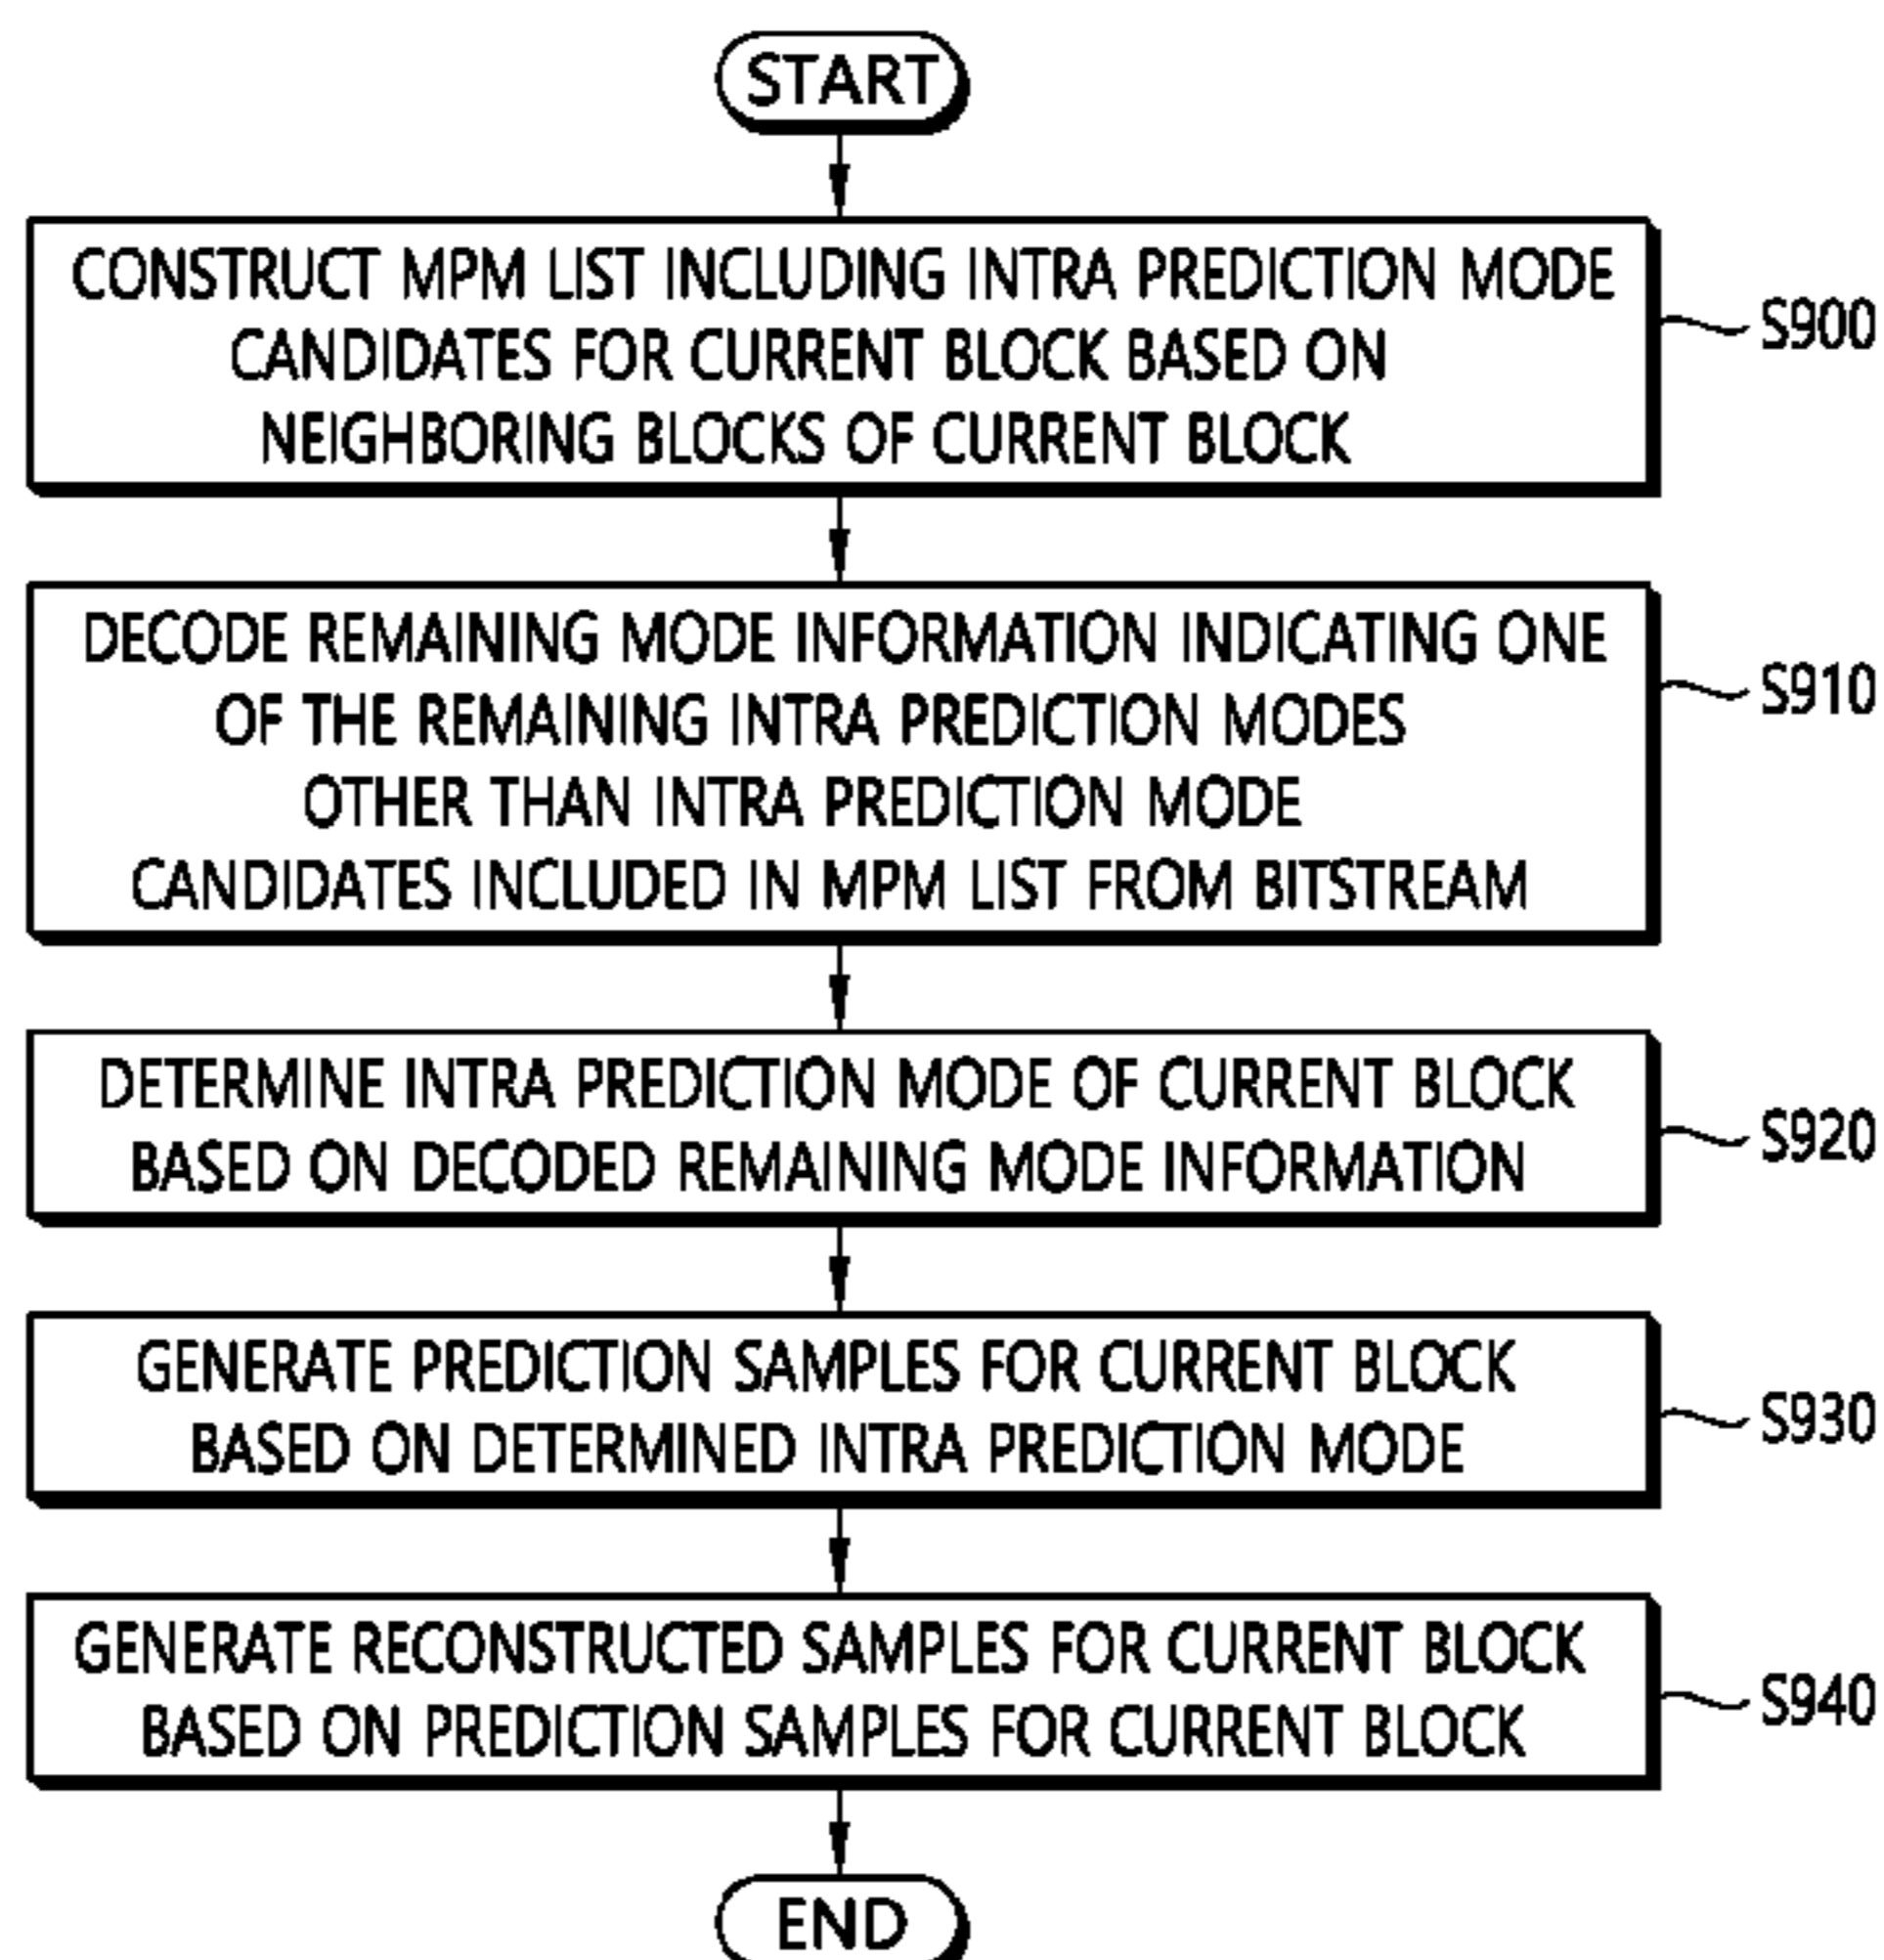 START
CONSTRUCT MPM LIST INCLUDING INTRA PREDICTION MODE
CANDIDATES FOR CURRENT BLOCK BASED ON
NEIGHBORING BLOCKS OF CURRENT BLOCK
S900
DECODE REMAINING MODE INFORMATION INDICATING ONE
OF THE REMAINING INTRA PREDICTION MODES
OTHER THAN INTRA PREDICTION MODE
CANDIDATES INCLUDED IN MPM LIST FROM BITSTREAM
S910
DETERMINE INTRA PREDICTION MODE OF CURRENT BLOCK
BASED ON DECODED REMAINING MODE INFORMATION
S920
GENERATE PREDICTION SAMPLES FOR CURRENT BLOCK
BASED ON DETERMINED INTRA PREDICTION MODE
S930
GENERATE RECONSTRUCTED SAMPLES FOR CURRENT BLOCK
BASED ON PREDICTION SAMPLES FOR CURRENT BLOCK
S940
END